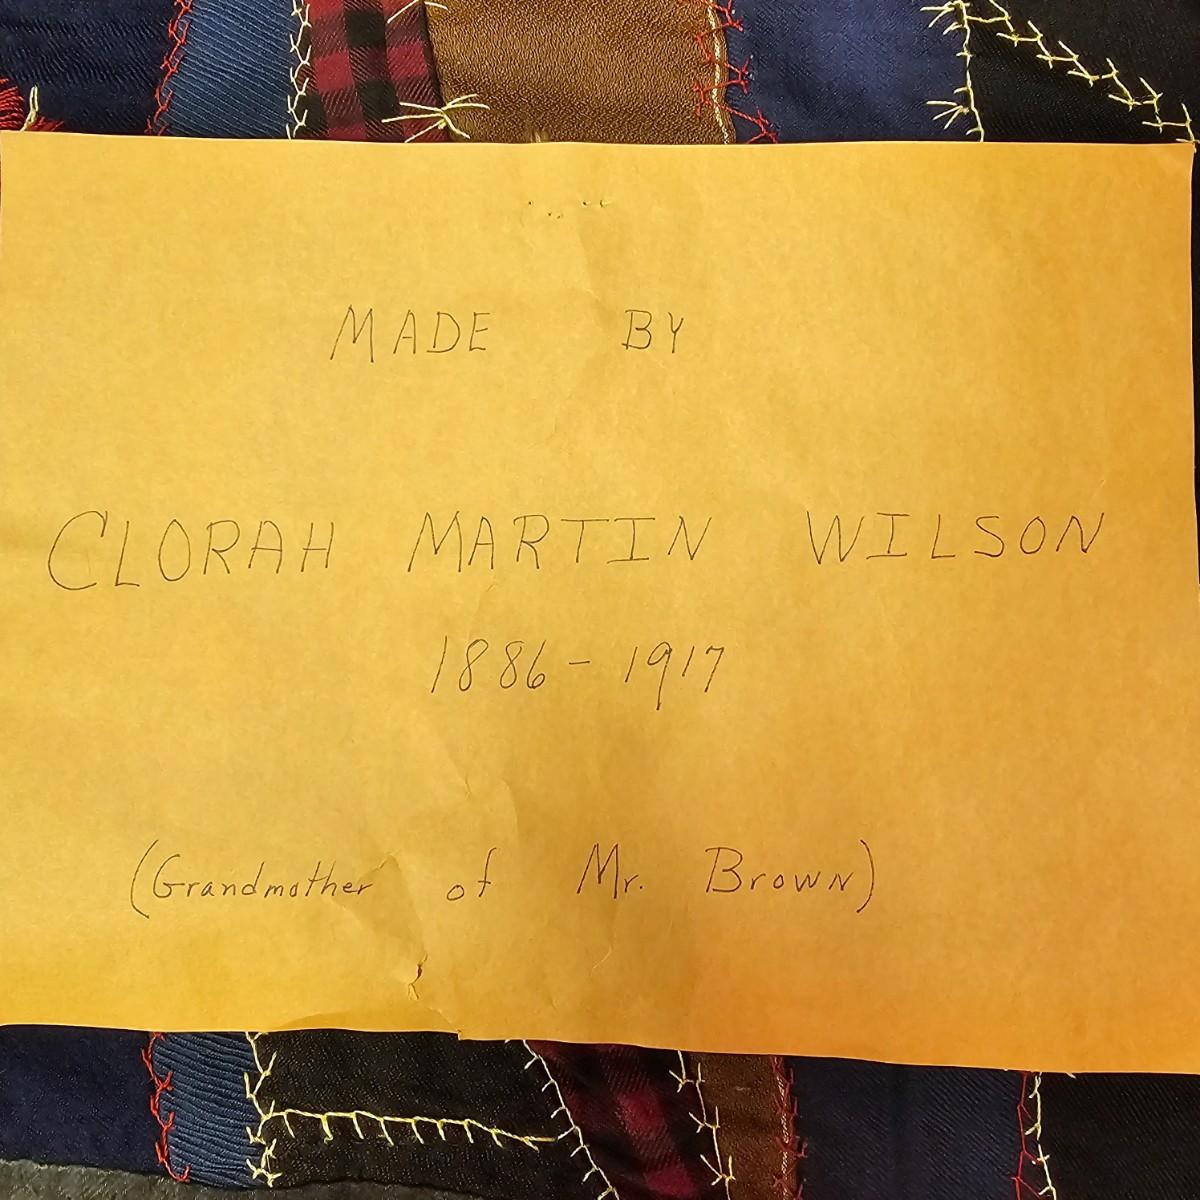 MADE BY
CLORAH MARTIN WILSON
1886 - 1917
(Grandmother of Mr. Brown)